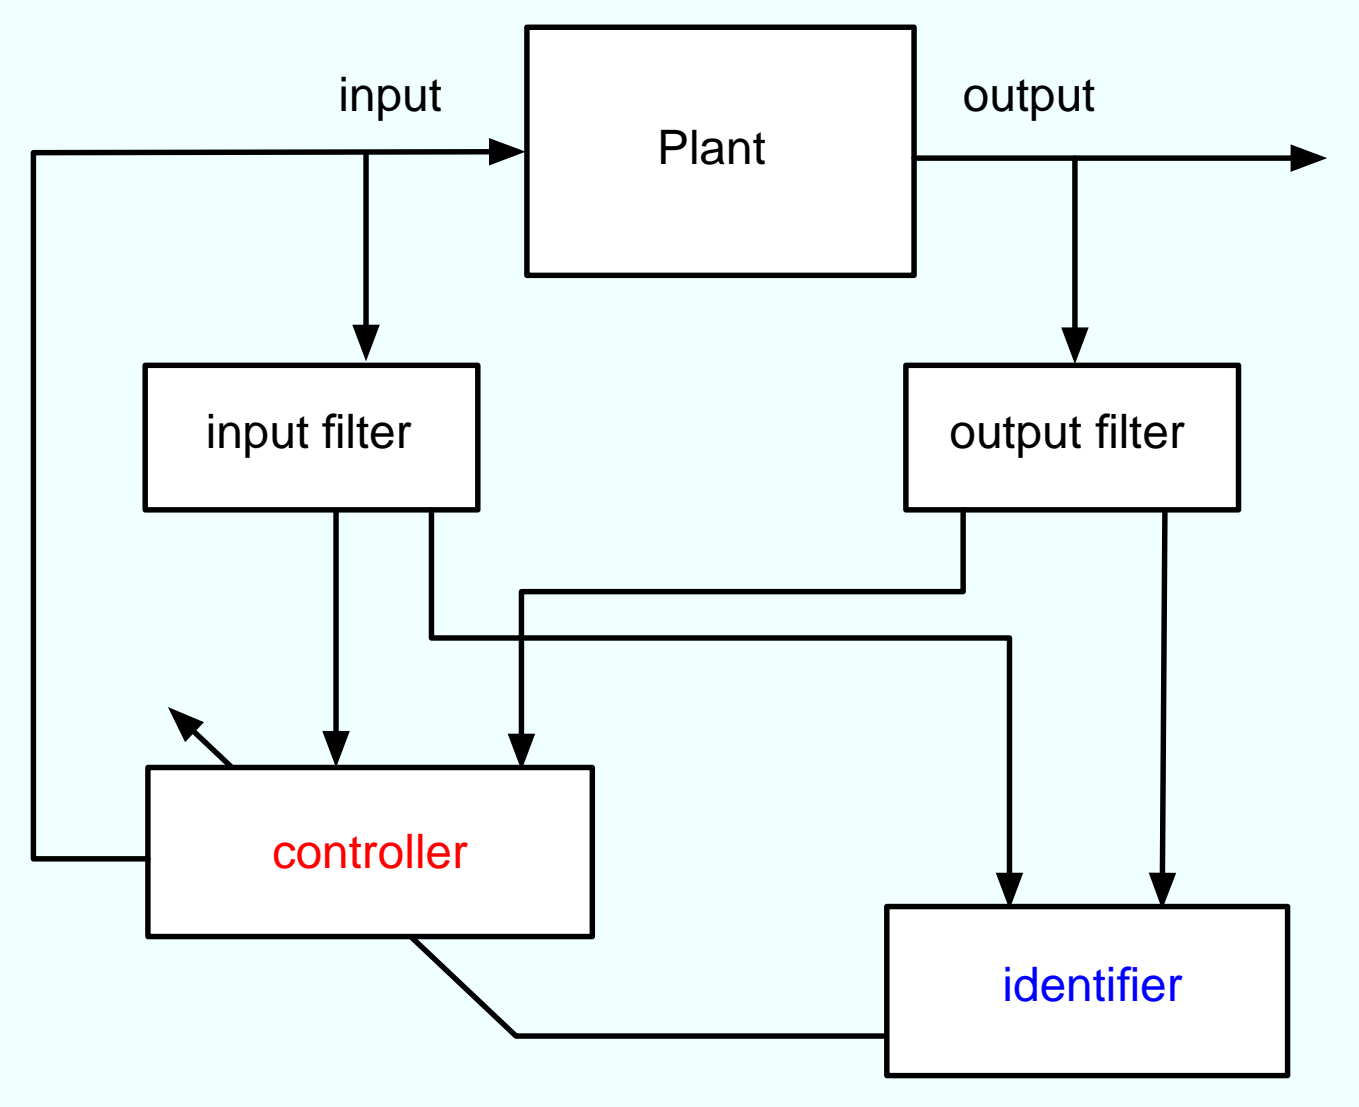 input
output
Plant
input filter
output filter
controller
identifier